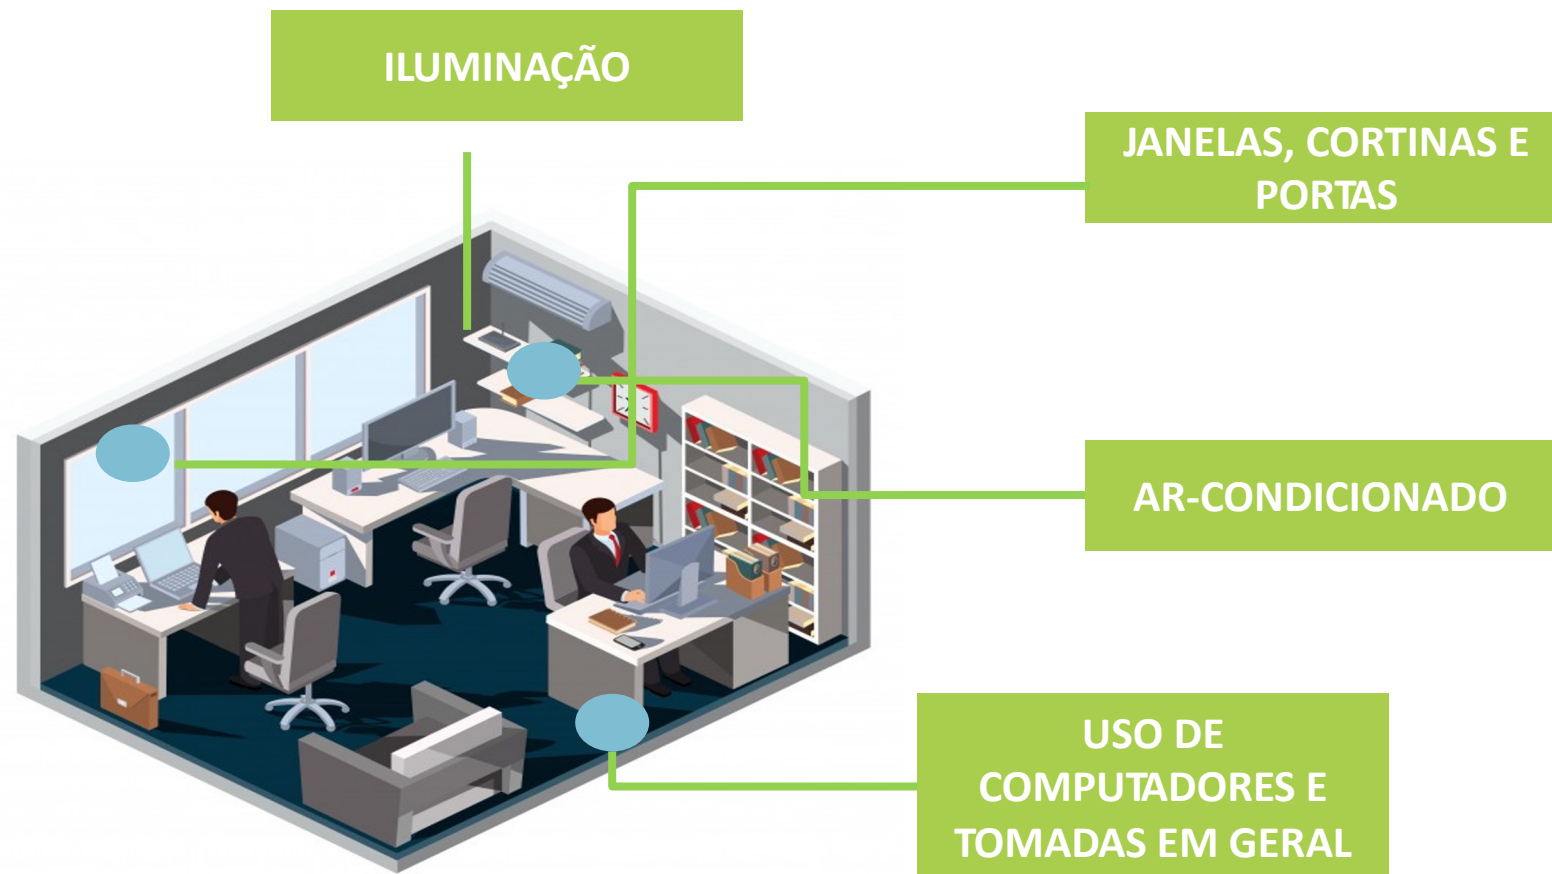 ILUMINAÇÃO
JANELAS, CORTINAS E
PORTAS
AR-CONDICIONADO
USO DE
COMPUTADORES E
TOMADAS EM GERAL